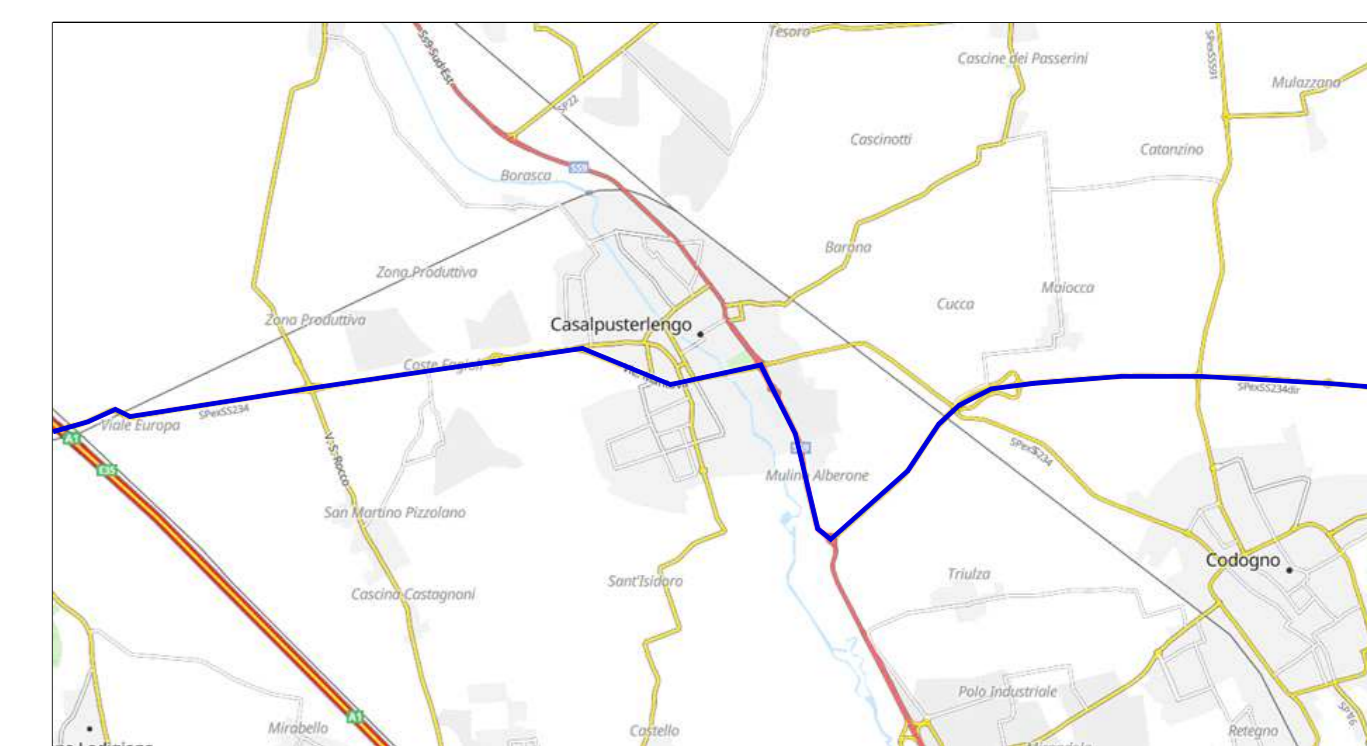 Tesoro
Ss9 Sud Est
Cascine dei Passerini
SPexSS591
Mulazzana
SP22
Cascinotti
Catanzino
Borasca
Barona
Zona Produttiva
Maiocca
Cucca
Zona Produttiva
Casalpusterlengo
Coste Fagioli
SPexSS234dir
SPexSS234
Viale Europa
A1
V. S. Rocco
E35
Mulino Alberone
San Martino Pizzolano
Codogno
Triulza
Sant'Isidoro
Cascina Castagnoni
Polo Industriale
A1
Mirabello
Castello
Retegno